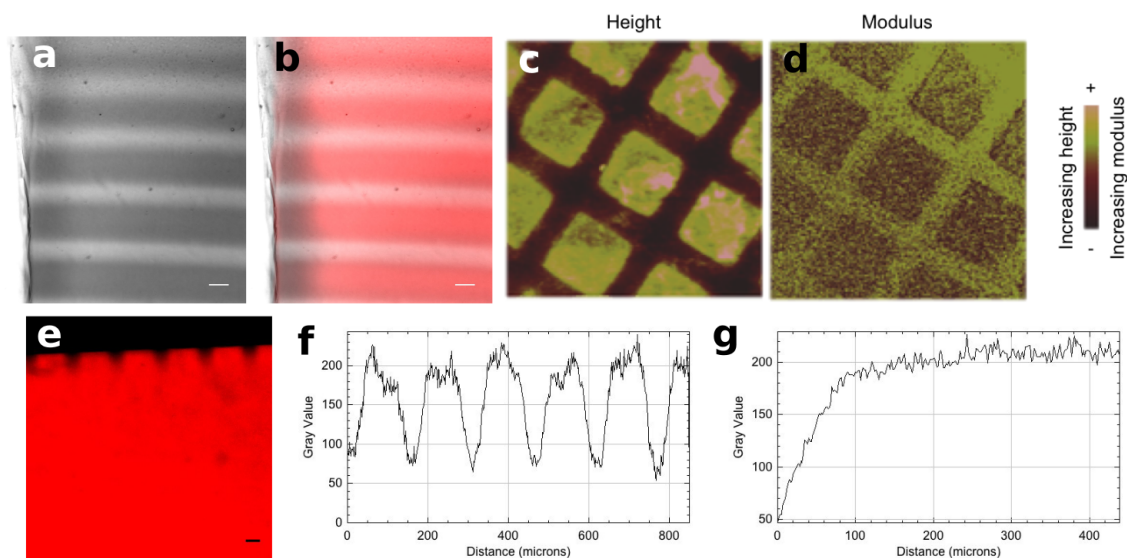 Height
Modulus
a
b
c
d
+
-
Increasing height
Increasing modulus
e
f
g
Gray Value
200
150
100
50
0
0
200
400
600
800
Distance (microns)
Gray Value
200
150
100
50
0
100
200
300
400
Distance (microns)